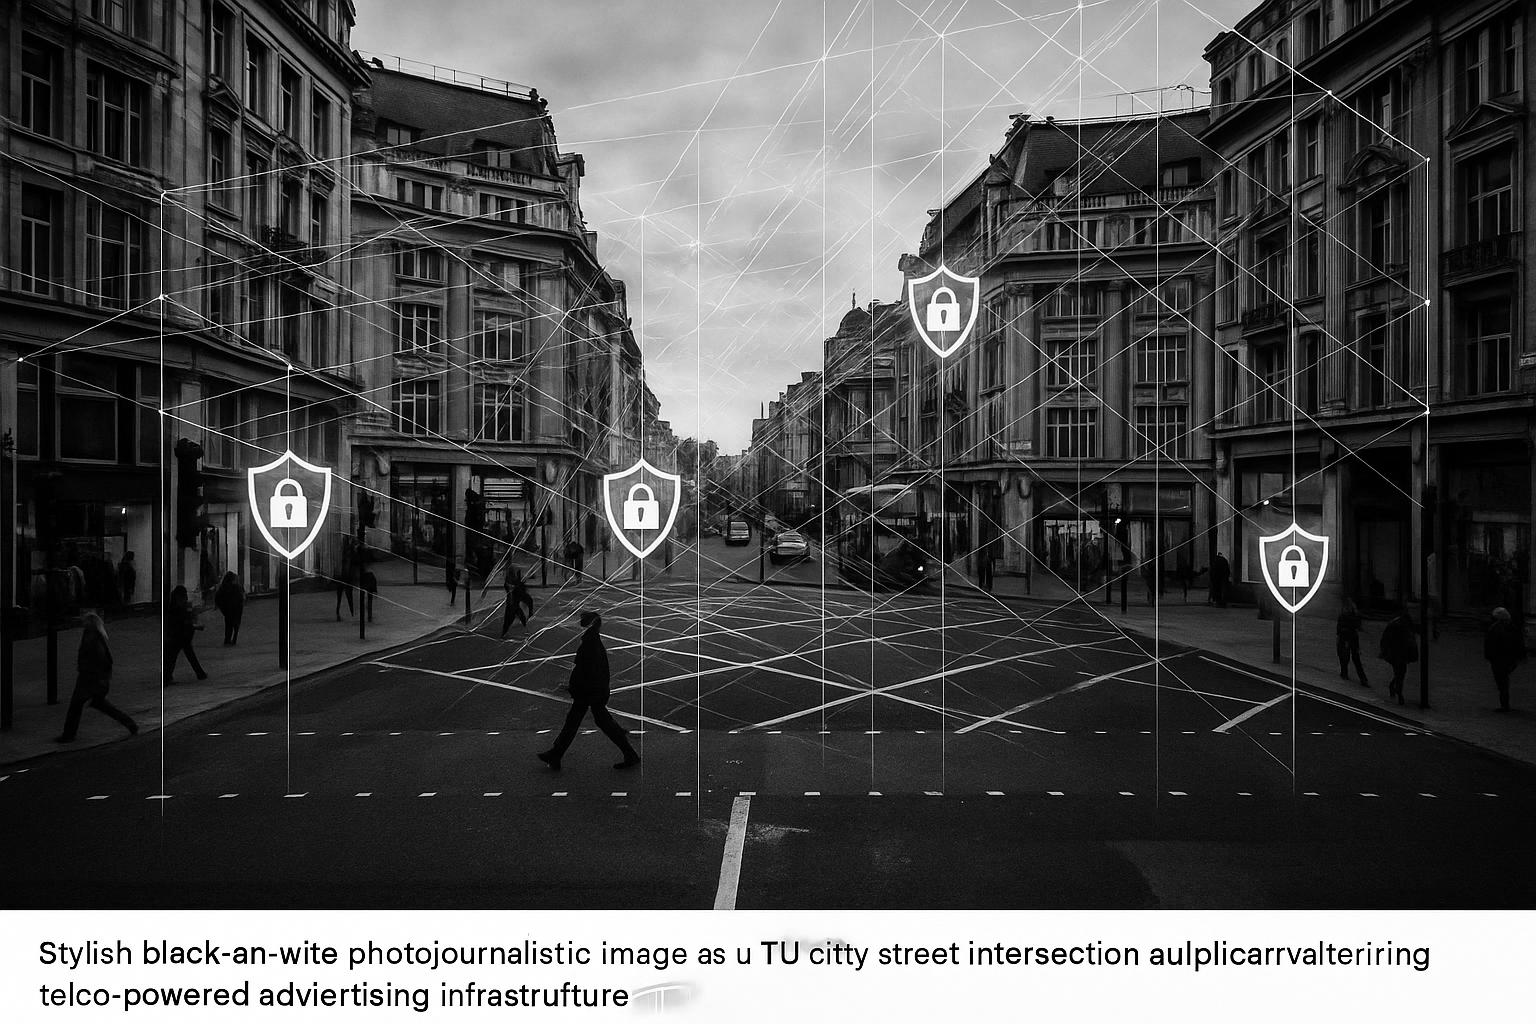 Stylish black-an-wite photojournalistic image as u TU citty street intersection aulplicarrvalteriring
telco-powered adviertising infrastrufture